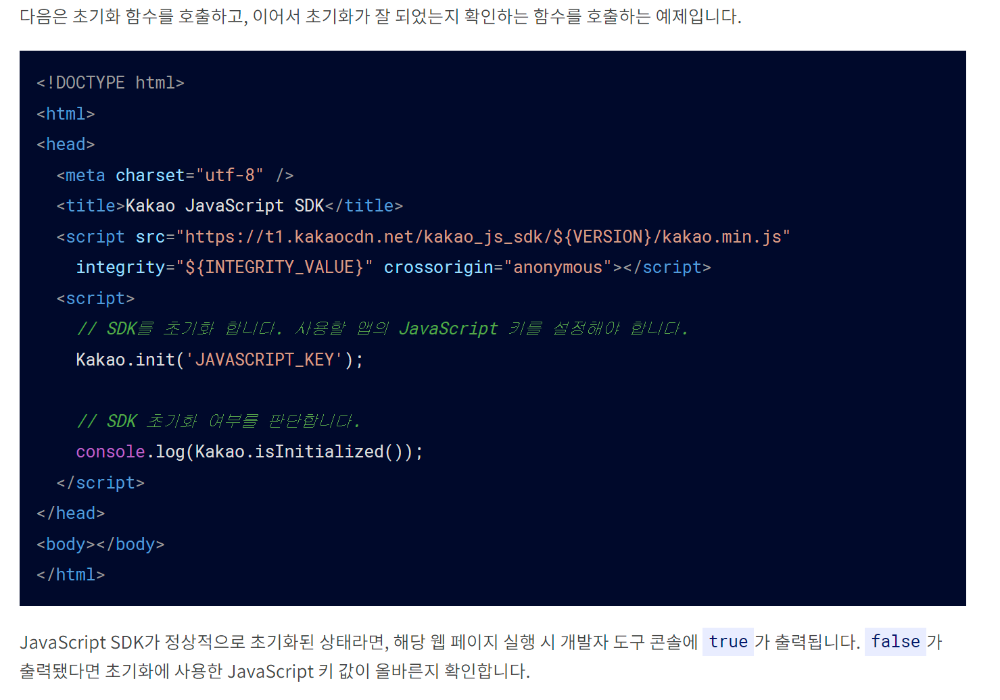 다음은 초기화 함수를 호출하고, 이어서 초기화가 잘 되었는지 확인하는 함수를 호출하는 예제입니다.
<!DOCTYPE html>
<html>
<head>
  <meta charset="utf-8" />
  <title>Kakao JavaScript SDK</title>
  <script src="https://t1.kakaocdn.net/kakao_js_sdk/${VERSION}/kakao.min.js"
    integrity="${INTEGRITY_VALUE}" crossorigin="anonymous"></script>
  <script>
    // SDK를 초기화 합니다. 사용할 앱의 JavaScript 키를 설정해야 합니다.
    Kakao.init('JAVASCRIPT_KEY');
    // SDK 초기화 여부를 판단합니다.
    console.log(Kakao.isInitialized());
  </script>
</head>
<body></body>
</html>
JavaScript SDK가 정상적으로 초기화된 상태라면, 해당 웹 페이지 실행 시 개발자 도구 콘솔에 true 가 출력됩니다. false 가
출력됐다면 초기화에 사용한 JavaScript 키 값이 올바른지 확인합니다.